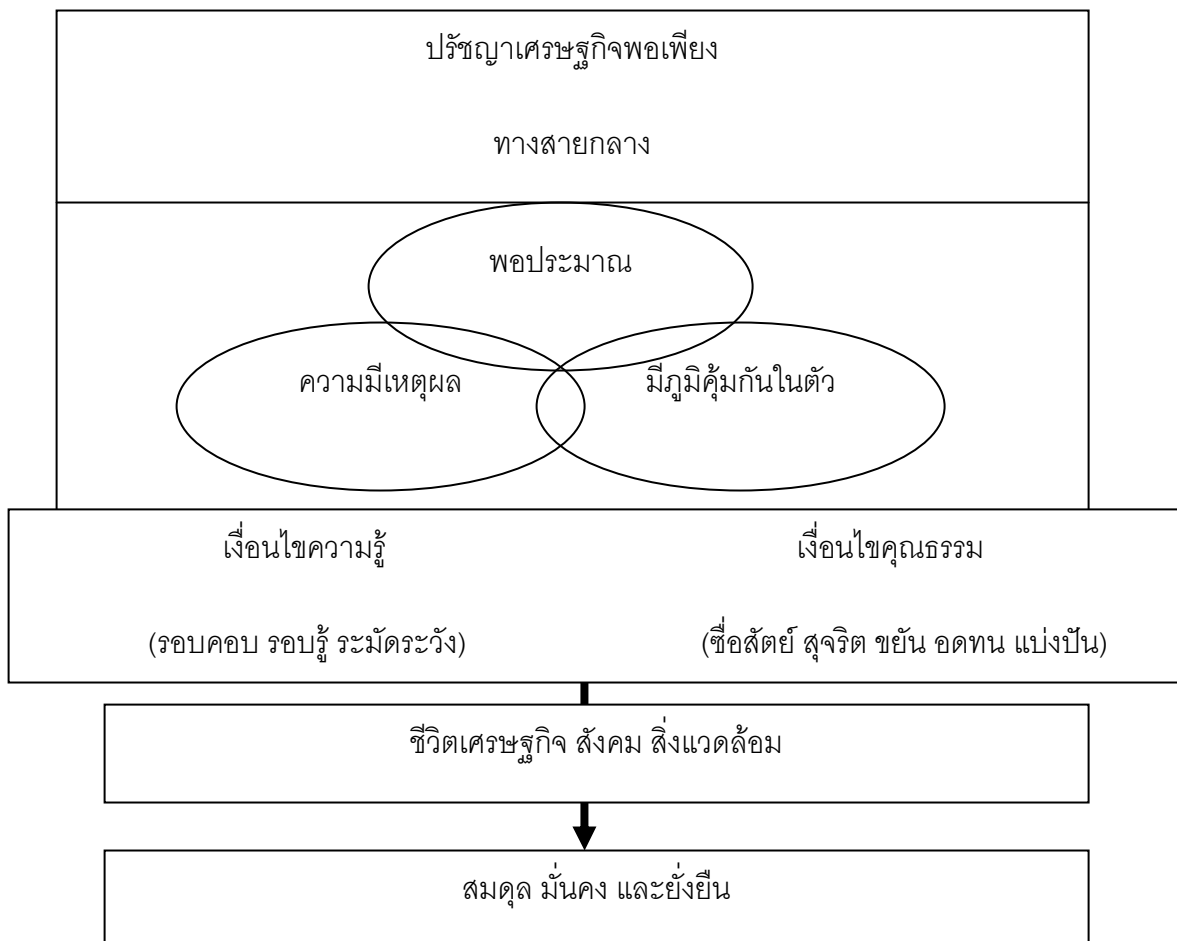 ปรัชญาเศรษฐกิจพอเพียง
ทางสายกลาง
พอประมาณ
ความมีเหตุผล
มีภูมิคุ้มกันในตัว
เงื่อนไขความรู้
เงื่อนไขคุณธรรม
(รอบคอบ รอบรู้ ระมัดระวัง)
(ซื่อสัตย์ สุจริต ขยัน อดทน แบ่งปัน)
ชีวิตเศรษฐกิจ สังคม สิ่งแวดล้อม
สมดุล มั่นคง และยั่งยืน